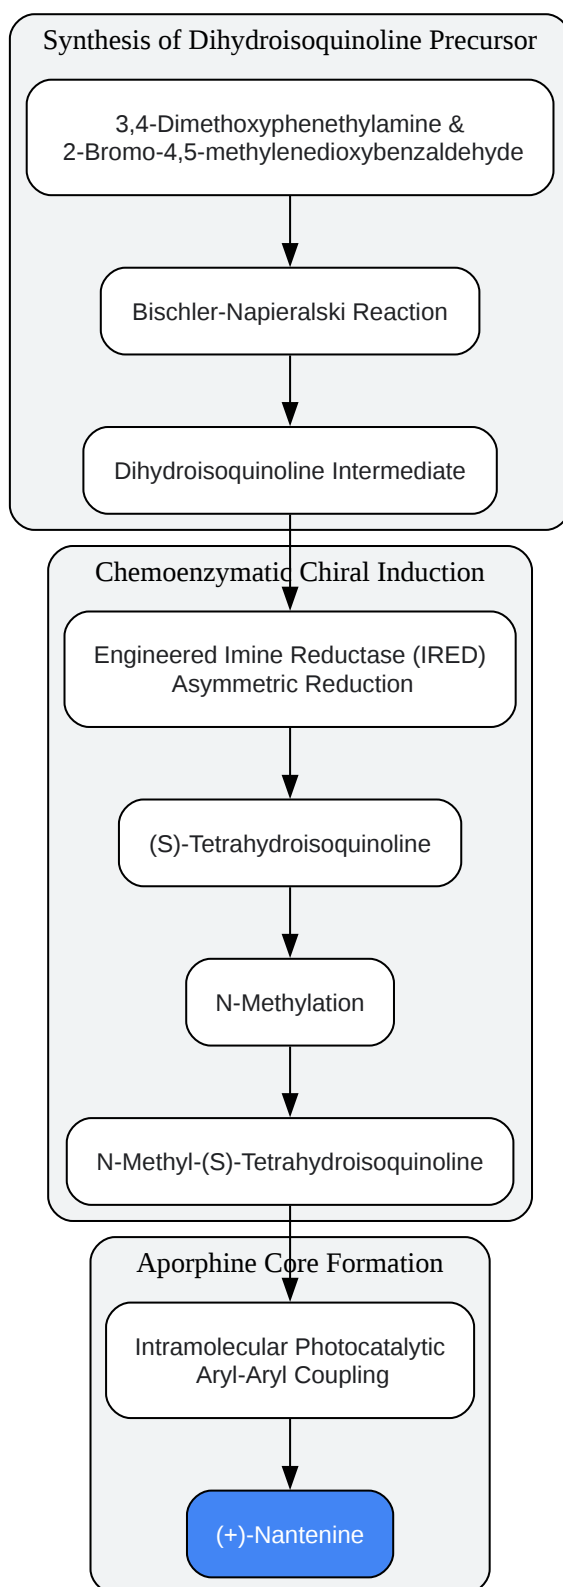 Synthesis of Dihydroisoquinoline Precursor
3,4-Dimethoxyphenethylamine &
2-Bromo-4,5-methylenedioxybenzaldehyde
Bischler-Napieralski Reaction
Dihydroisoquinoline Intermediate
Chemoenzymatic Chiral Induction
Engineered Imine Reductase (IRED)
Asymmetric Reduction
(S)-Tetrahydroisoquinoline
N-Methylation
N-Methyl-(S)-Tetrahydroisoquinoline
Aporphine Core Formation
Intramolecular Photocatalytic
Aryl-Aryl Coupling
(+)-Nantenine